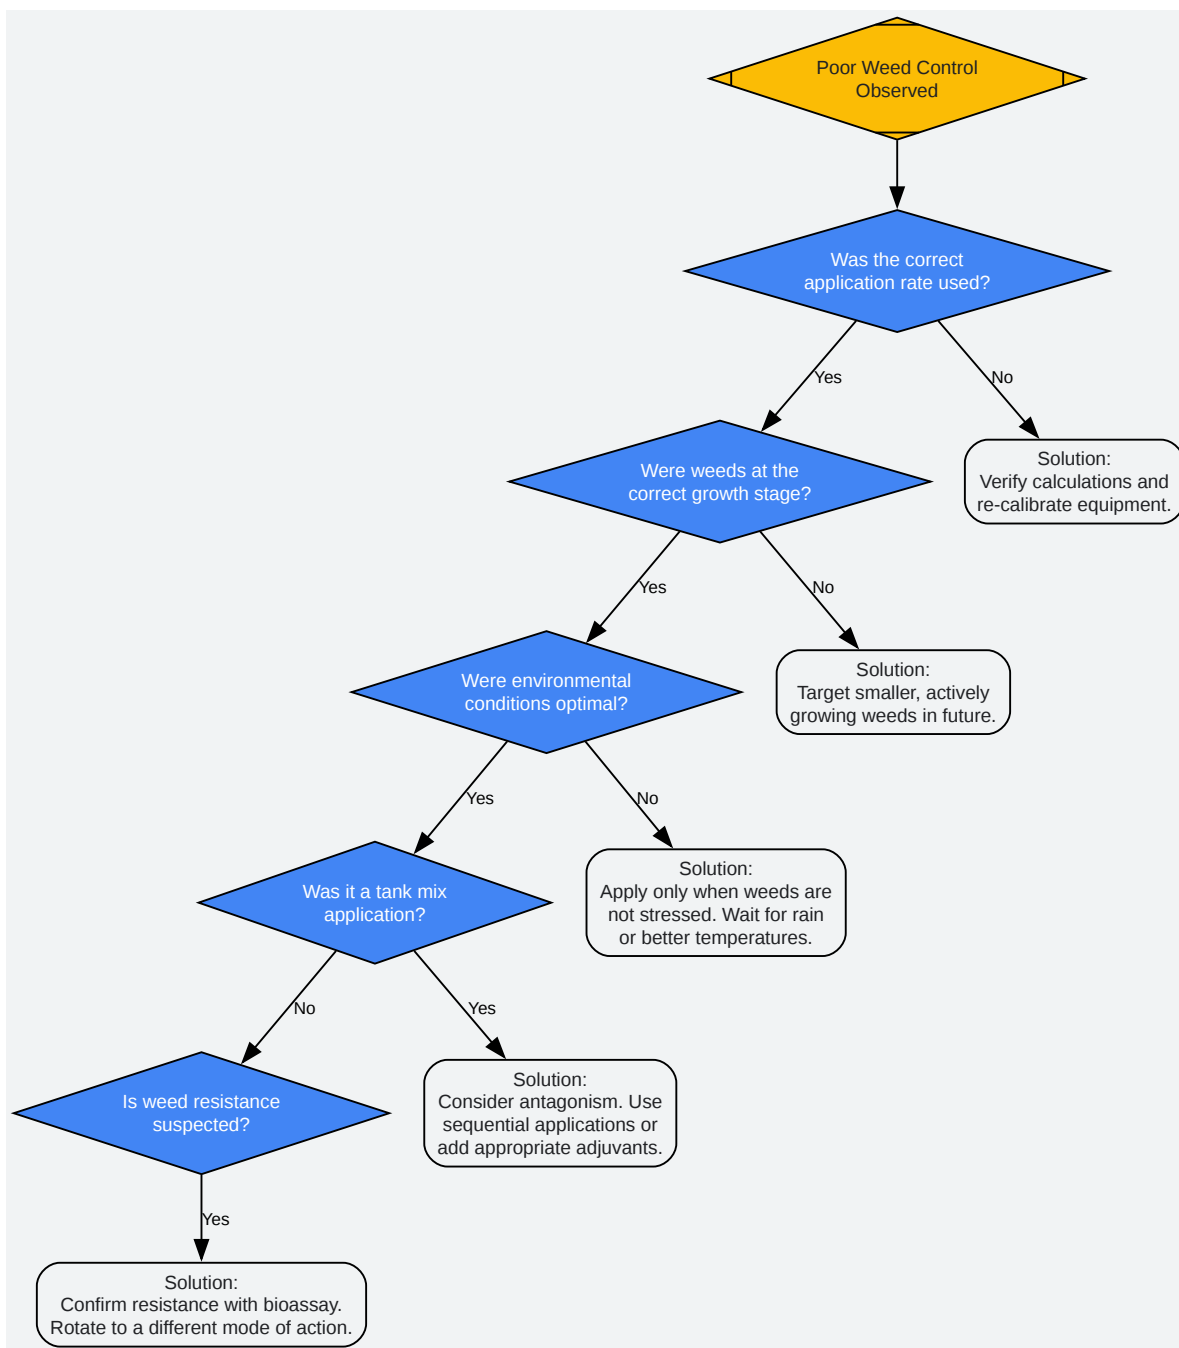 Poor Weed Control
Observed
Was the correct
application rate used?
Yes
No
Were weeds at the
correct growth stage?
Solution:
Verify calculations and
re-calibrate equipment.
Yes
No
Were environmental
conditions optimal?
Solution:
Target smaller, actively
growing weeds in future.
Yes
No
Was it a tank mix
application?
Solution:
Apply only when weeds are
not stressed. Wait for rain
or better temperatures.
No
Yes
Is weed resistance
suspected?
Solution:
Consider antagonism. Use
sequential applications or
add appropriate adjuvants.
Yes
Solution:
Confirm resistance with bioassay.
Rotate to a different mode of action.